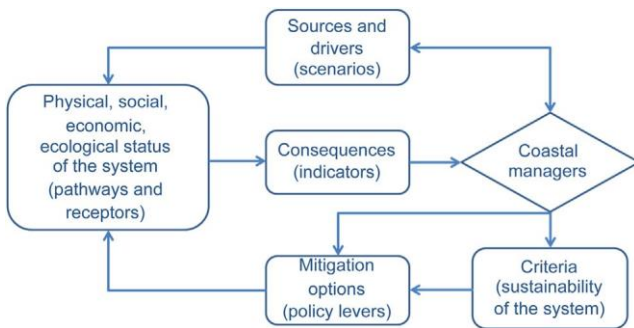 Sources and
drivers
(scenarios)
Physical, social,
economic,
ecological status
of the system
(pathways and
receptors)
Consequences
(indicators)
Coastal
managers
Mitigation
options
(policy levers)
Criteria
(sustainability
of the system)